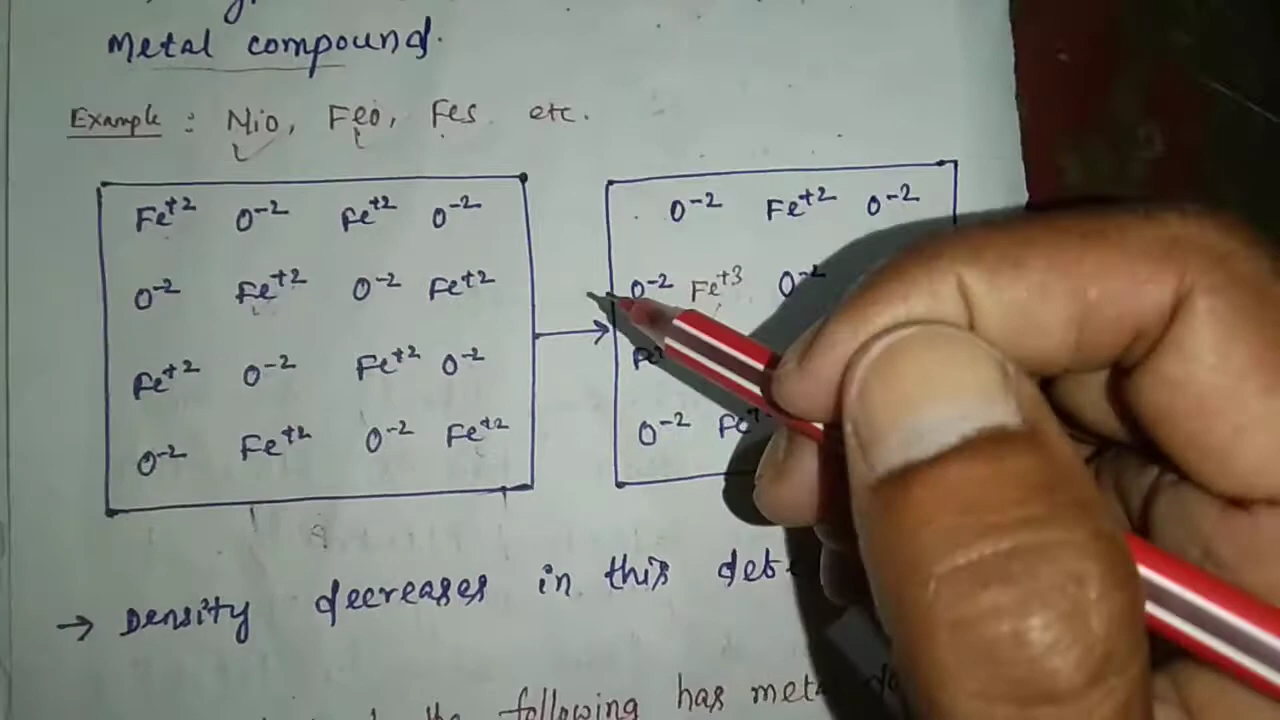 Metal compound.
Example : NiO, FeO, Fes. etc.
Fe+2 O-2 Fe+2 O-2
O-2 Fe+2 O-2 Fe+2
Fe+2 O-2 Fe+2 O-2
O-2 Fe+2 O-2 Fe+2
O-2 Fe+2 O-2
O-2 Fe+3 O-2
O-2
→ Density decreases in this
the following has